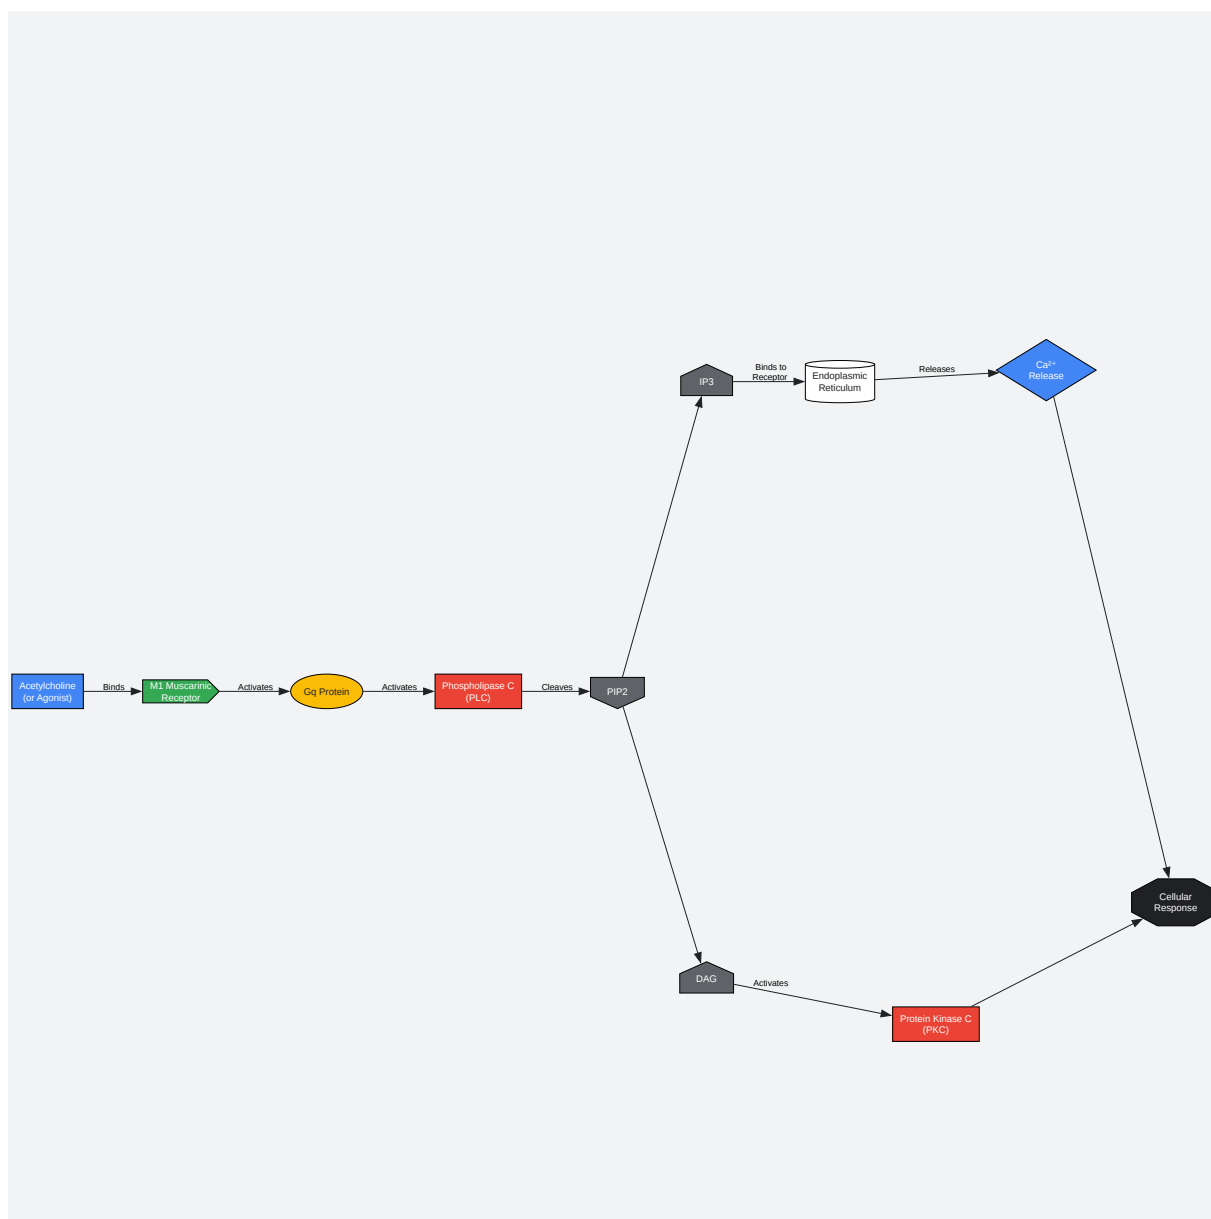 Acetylcholine
(or Agonist)
Binds
M1 Muscarinic
Receptor
Activates
Gq Protein
Activates
Phospholipase C
(PLC)
Cleaves
PIP2
IP3
Binds to
Receptor
Endoplasmic
Reticulum
Releases
Ca²⁺
Release
DAG
Activates
Protein Kinase C
(PKC)
Cellular
Response